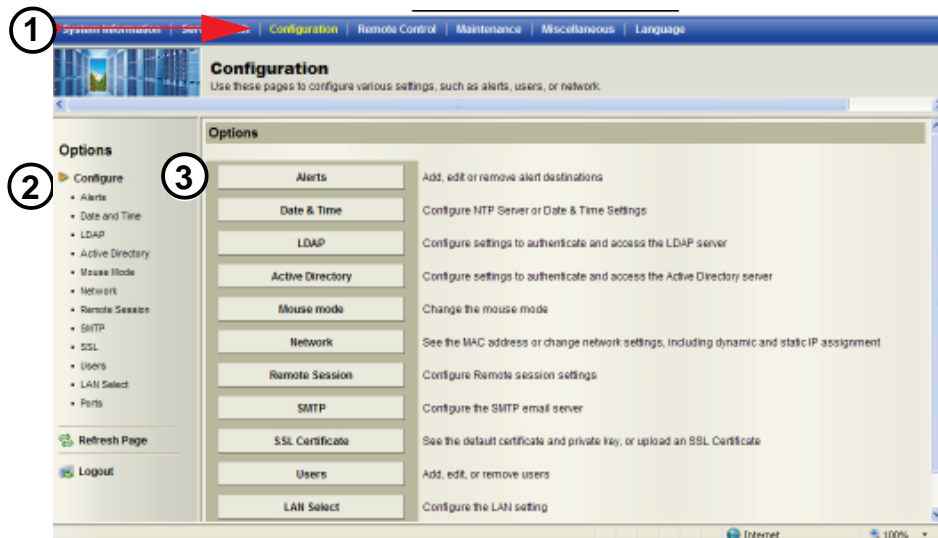 1
System Information | Ser | Configuration | Remote Control | Maintenance | Miscellaneous | Language
Configuration
Use these pages to configure various settings, such as alerts, users, or network.
Options
2
Configure
Alerts
Date and Time
LDAP
Active Directory
Mouse Mode
Network
Remote Session
SMTP
SSL
Users
LAN Select
Ports
Refresh Page
Logout
Options
3
Alerts Add, edit or remove alert destinations
Date & Time Configure NTP Server or Date & Time Settings
LDAP Configure settings to authenticate and access the LDAP server
Active Directory Configure settings to authenticate and access the Active Directory server
Mouse mode Change the mouse mode
Network See the MAC address or change network settings, including dynamic and static IP assignment
Remote Session Configure Remote session settings
SMTP Configure the SMTP email server
SSL Certificate See the default certificate and private key, or upload an SSL Certificate
Users Add, edit, or remove users
LAN Select Configure the LAN setting
Internet 100%